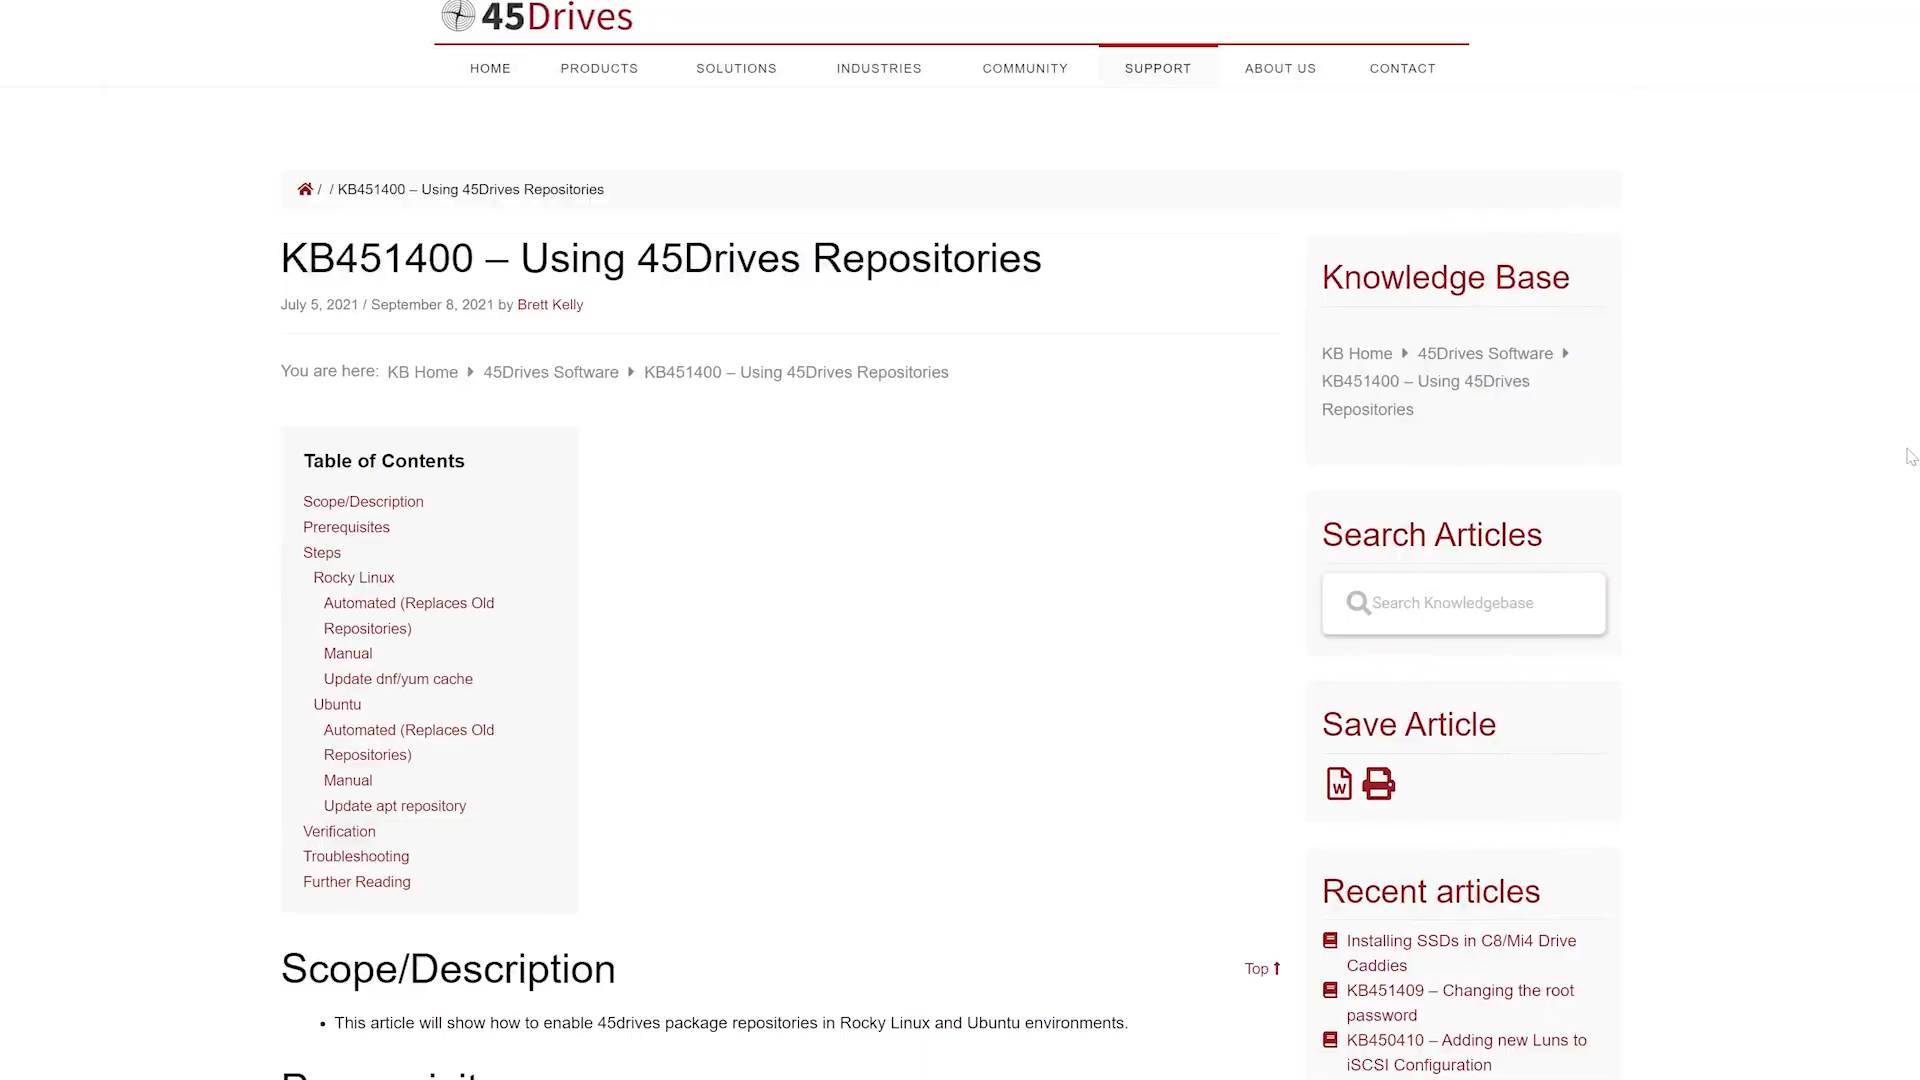 45Drives
HOME PRODUCTS SOLUTIONS INDUSTRIES COMMUNITY SUPPORT ABOUT US CONTACT
/ / KB451400 – Using 45Drives Repositories
KB451400 – Using 45Drives Repositories
July 5, 2021 / September 8, 2021 by Brett Kelly
You are here: KB Home 45Drives Software KB451400 – Using 45Drives Repositories
Table of Contents
Scope/Description
Prerequisites
Steps
Rocky Linux
Automated (Replaces Old
Repositories)
Manual
Update dnf/yum cache
Ubuntu
Automated (Replaces Old
Repositories)
Manual
Update apt repository
Verification
Troubleshooting
Further Reading
Scope/Description
Top
• This article will show how to enable 45drives package repositories in Rocky Linux and Ubuntu environments.
Knowledge Base
KB Home 45Drives Software
KB451400 – Using 45Drives
Repositories
Search Articles
Search Knowledgebase
Save Article
W
Recent articles
Installing SSDs in C8/Mi4 Drive
Caddies
KB451409 – Changing the root
password
KB450410 – Adding new Luns to
iSCSI Configuration